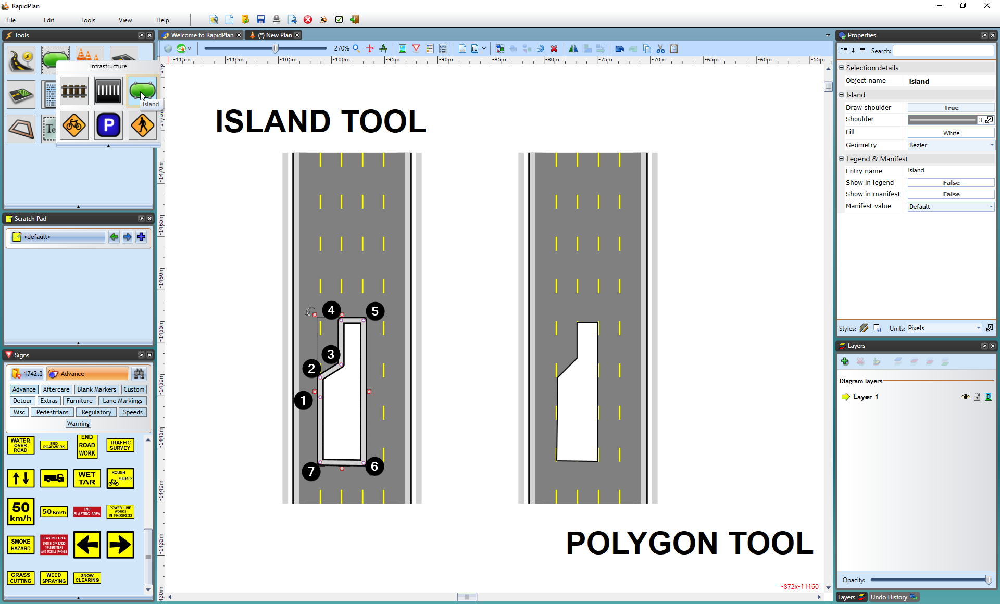 RapidPlan
File Edit Tools View Help
Tools
Welcome to RapidPlan
(*) New Plan
270%
-115m -110m -105m -100m -95m -90m -85m -80m -75m -70m -65m -60m -55m
Infrastructure
Island
P
Te
-1470m
-1465m
-1460m
-1455m
-1450m
-1445m
-1440m
-1435m
ISLAND TOOL
4
5
3
2
1
7
6
POLYGON TOOL
-872x-11160
Scratch Pad
<default>
Signs
1742.3 Advance
Advance Aftercare Blank Markers Custom
Detour Extras Furniture Lane Markings
Misc Pedestrians Regulatory Speeds
Warning
WATER
OVER
ROAD
END
ROADWORK
END
ROAD
WORK
TRAFFIC
SURVEY
WET
TAR
ROUGH
SURFACE
50
km/h
50 km/h
END
BLASTING AREA
POWER LINE
WORKS
IN PROGRESS
SMOKE
HAZARD
BLASTING AREA
SWITCH OFF RADIO
TRANSMITTERS
AND MOBILE PHONES
GRASS
CUTTING
WEED
SPRAYING
SNOW
CLEARING
Properties
Search:
Selection details
Object name Island
Island
Draw shoulder True
Shoulder 3
Fill White
Geometry Bezier
Legend & Manifest
Entry name Island
Show in legend False
Show in manifest False
Manifest value Default
Styles: Units: Pixels
Layers
Diagram layers
Layer 1
Opacity:
Layers Undo History